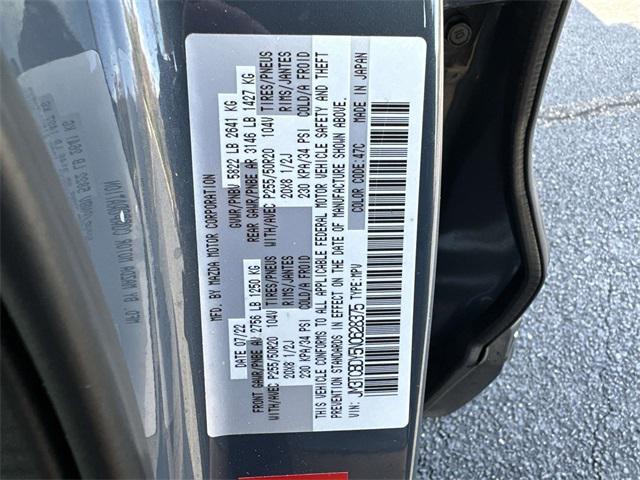 MFD. BY MAZDA MOTOR CORPORATION
DATE 07/22 GVWR/PNBV 5822 LB 2641 KG
FRONT GAWR/PNBE AV 2756 LB 1250 KG REAR GAWR/PNBE AR 3146 LB 1427 KG
WITH/AVEC P255/50R20 104V TIRES/PNEUS WITH/AVEC P255/50R20 104V TIRES/PNEUS
20X8 1/2J RIMS/JANTES 20X8 1/2J RIMS/JANTES
230 KPA/34 PSI COLD/A FROID 230 KPA/34 PSI COLD/A FROID
THIS VEHICLE CONFORMS TO ALL APPLICABLE FEDERAL MOTOR VEHICLE SAFETY AND THEFT
PREVENTION STANDARDS IN EFFECT ON THE DATE OF MANUFACTURE SHOWN ABOVE.
VIN: JM3TCBDY5N0628375 TYPE: MPV COLOR CODE: 47C MADE IN JAPAN